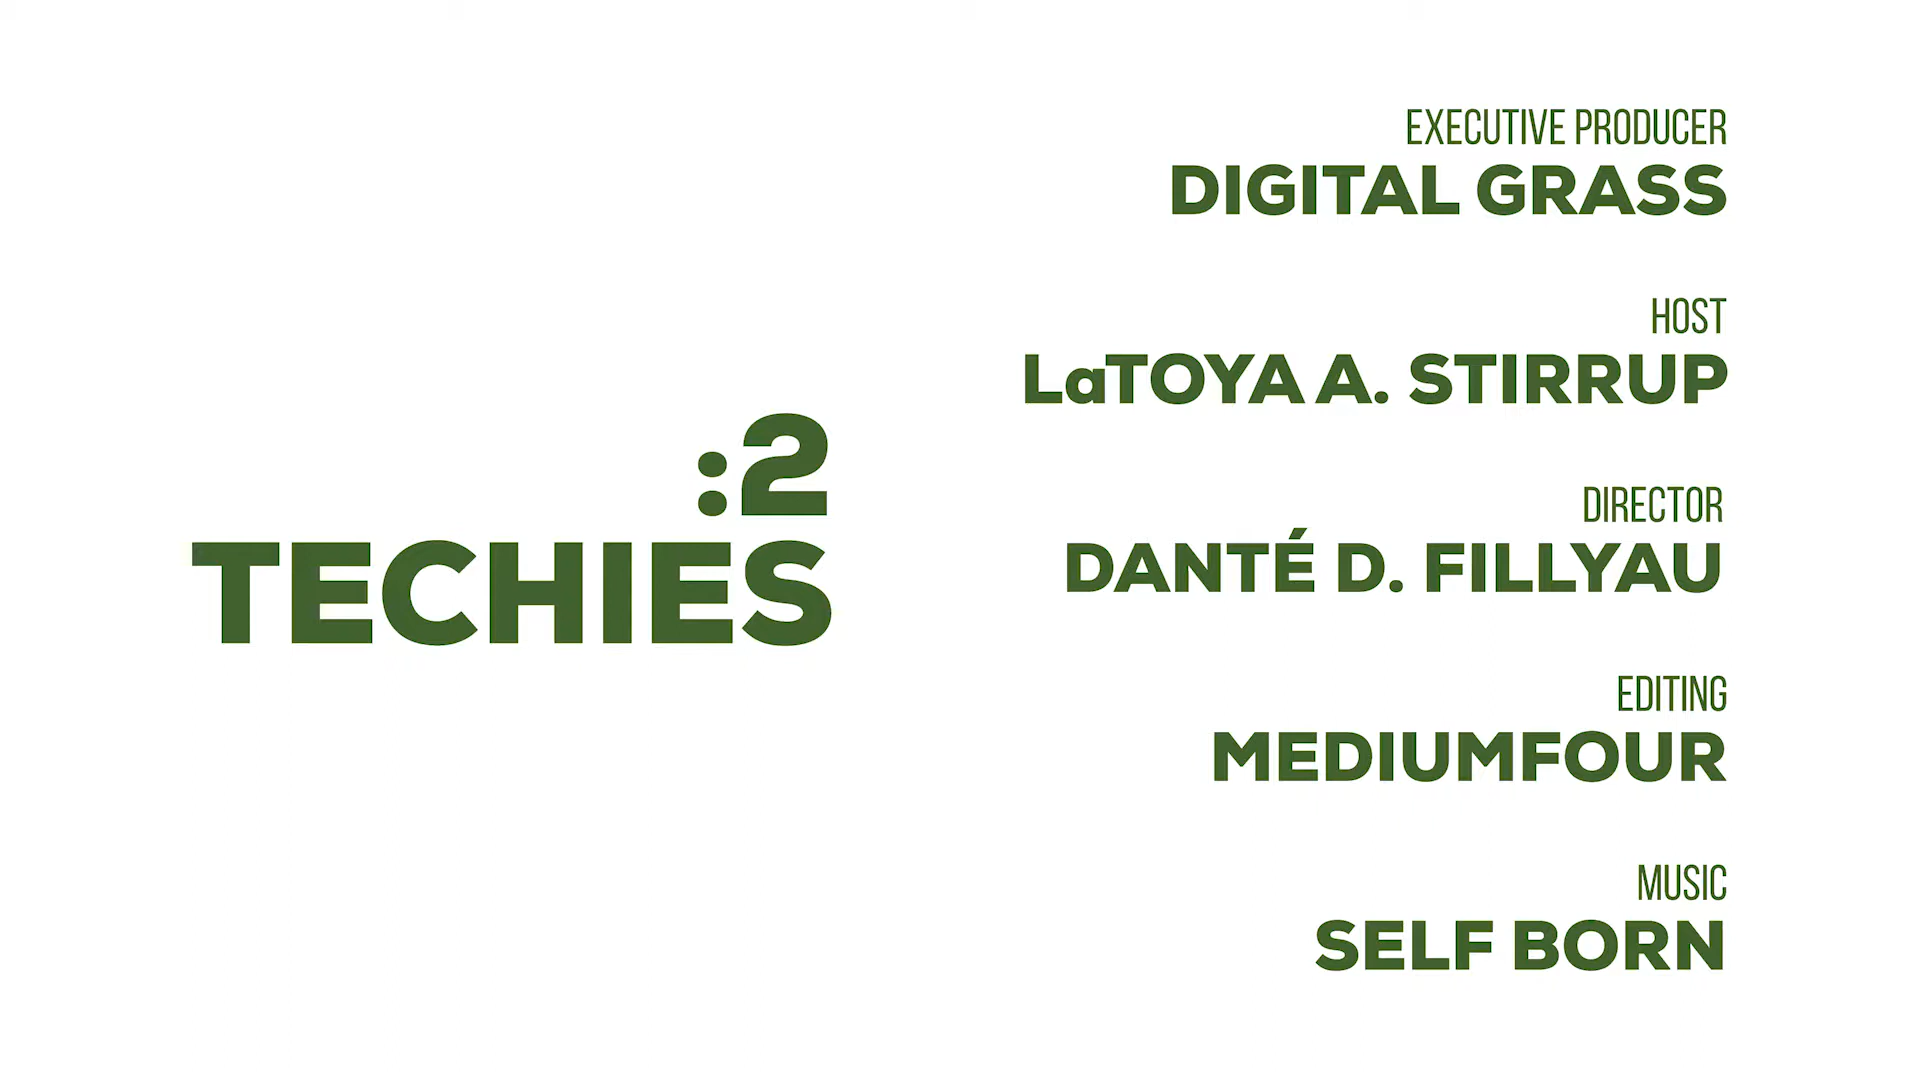 :2
TECHIES
EXECUTIVE PRODUCER
DIGITAL GRASS
HOST
LaTOYA A. STIRRUP
DIRECTOR
DANTÉ D. FILLYAU
EDITING
MEDIUMFOUR
MUSIC
SELF BORN